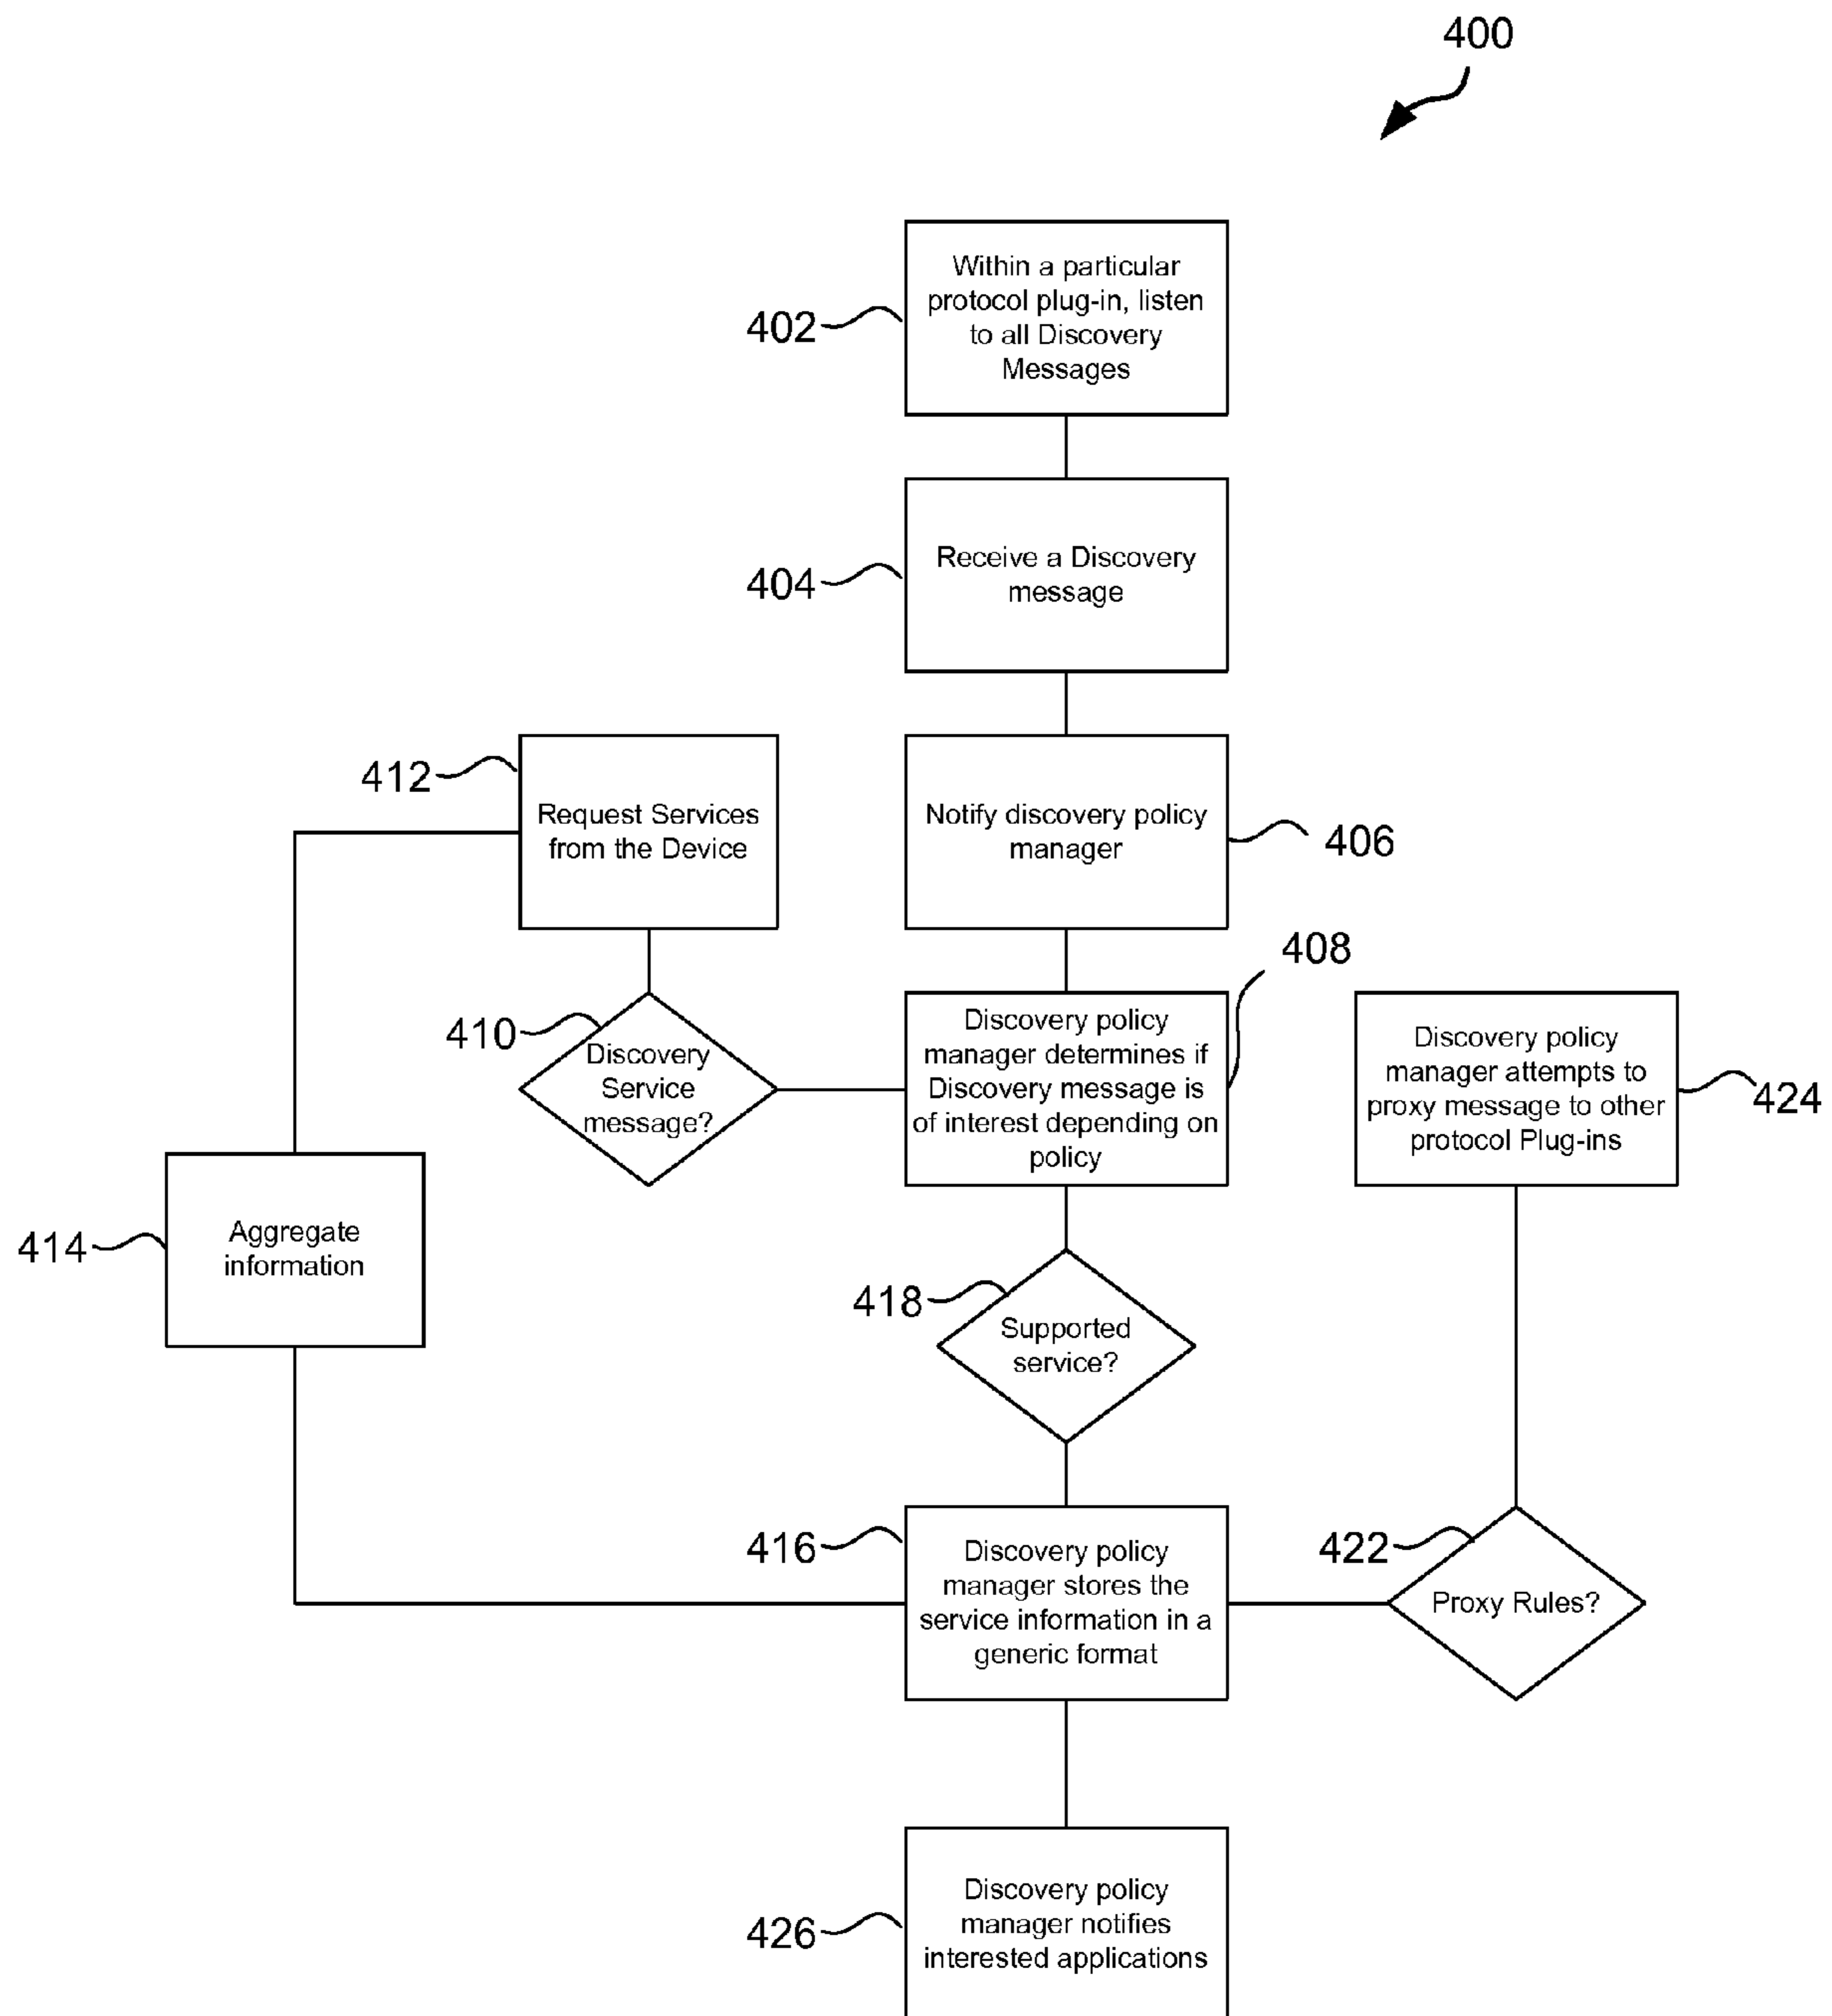 400
Within a particular
protocol plug-in, listen
to all Discovery
Messages
402
Receive a Discovery
message
404
412
Request Services
from the Device
Notify discovery policy
manager
406
408
410
Discovery
Service
message?
Discovery policy
manager determines if
Discovery message is
of interest depending on
policy
Discovery policy
manager attempts to
proxy message to other
protocol Plug-ins
424
414
Aggregate
information
418
Supported
service?
416
Discovery policy
manager stores the
service information in a
generic format
422
Proxy Rules?
426
Discovery policy
manager notifies
interested applications